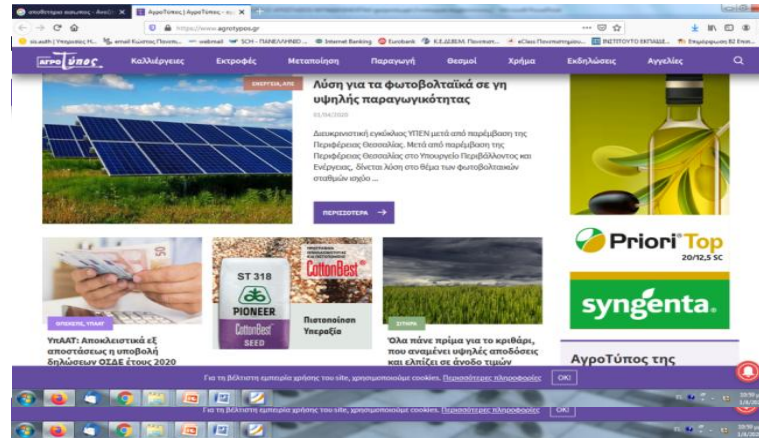 ΑγροΤύπος | ΑγροΤύπος
https://www.agrotypos.gr
webmail
Internet Banking
Eurobank
ΑΓΡΟτύπος
Καλλιέργειες
Εκτροφές
Μεταποίηση
Παραγωγή
Θεσμοί
Χρήμα
Εκδηλώσεις
Αγγελίες
ΕΝΕΡΓΕΙΑ, ΑΠΕ
Λύση για τα φωτοβολταϊκά σε γη
υψηλής παραγωγικότητας
01/04/2020
Διευκρινιστική εγκύκλιος ΥΠΕΝ μετά από παρέμβαση της
Περιφέρειας Θεσσαλίας. Μετά από παρέμβαση της
Περιφέρειας Θεσσαλίας στο Υπουργείο Περιβάλλοντος και
Ενέργειας, δίνεται λύση στο θέμα των φωτοβολταικών
σταθμών ισχύο ...
ΠΕΡΙΣΣΟΤΕΡΑ
Priori Top
20/12,5 SC
syngenta.
ΑγροΤύπος της
ST 318
PIONEER
CottonBest
SEED
CottonBest
Πιστοποίηση
Υπεραξία
ΥπΑΑΤ: Αποκλειστικά εξ
αποστάσεως η υποβολή
δηλώσεων ΟΣΔΕ έτους 2020
ΣΙΤΗΡΑ
Όλα πάνε πρίμα για το κριθάρι,
που αναμένει υψηλές αποδόσεις
και ελπίζει σε άνοδο τιμών
Για τη βέλτιστη εμπειρία χρήσης του site, χρησιμοποιούμε cookies. Περισσότερες πληροφορίες
OK!
Για τη βέλτιστη εμπειρία χρήσης του site, χρησιμοποιούμε cookies. Περισσότερες πληροφορίες
OK!